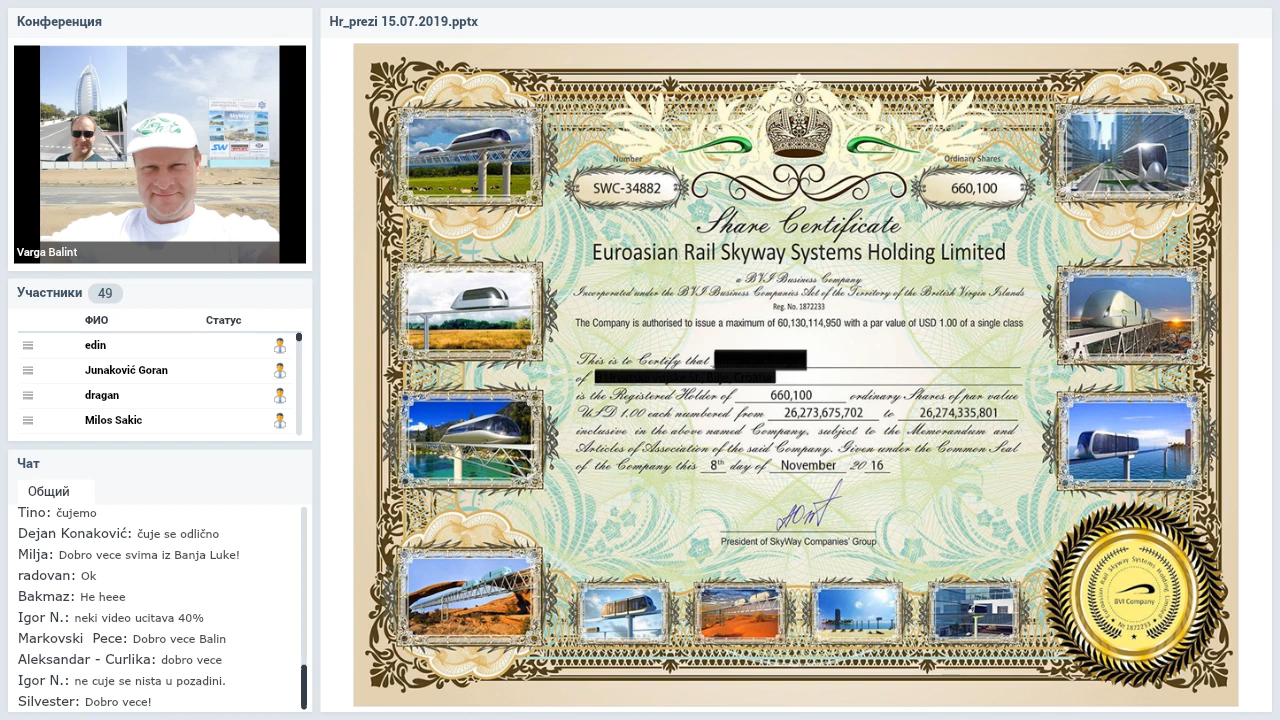 Конференция
Varga Balint
Участники 49
ФИО Статус
edin
Junaković Goran
dragan
Milos Sakic
Чат
Общий
Tino: čujemo
Dejan Konaković: čuje se odlično
Milja: Dobro vece svima iz Banja Luke!
radovan: Ok
Bakmaz: He heee
Igor N.: neki video ucitava 40%
Markovski Pece: Dobro vece Balin
Aleksandar - Curlika: dobro vece
Igor N.: ne cuje se nista u pozadini.
Silvester: Dobro vece!
Hr_prezi 15.07.2019.pptx
Number
SWC-34882
Ordinary Shares
660,100
Share Certificate
Euroasian Rail Skyway Systems Holding Limited
a BVI Business Company
Incorporated under the BVI Business Companies Act of the Territory of the British Virgin Islands
Reg. No. 1872233
The Company is authorised to issue a maximum of 60,130,114,950 with a par value of USD 1.00 of a single class
This is to Certify that
of
is the Registered Holder of 660,100 ordinary Shares of par value
USD 1.00 each numbered from 26,273,675,702 to 26,274,335,801
inclusive in the above named Company, subject to the Memorandum and
Articles of Association of the said Company. Given under the Common Seal
of the Company this 8th day of November 20 16
President of SkyWay Companies' Group
Rail Skyway Systems Holding
BVI Company
№ 1872233